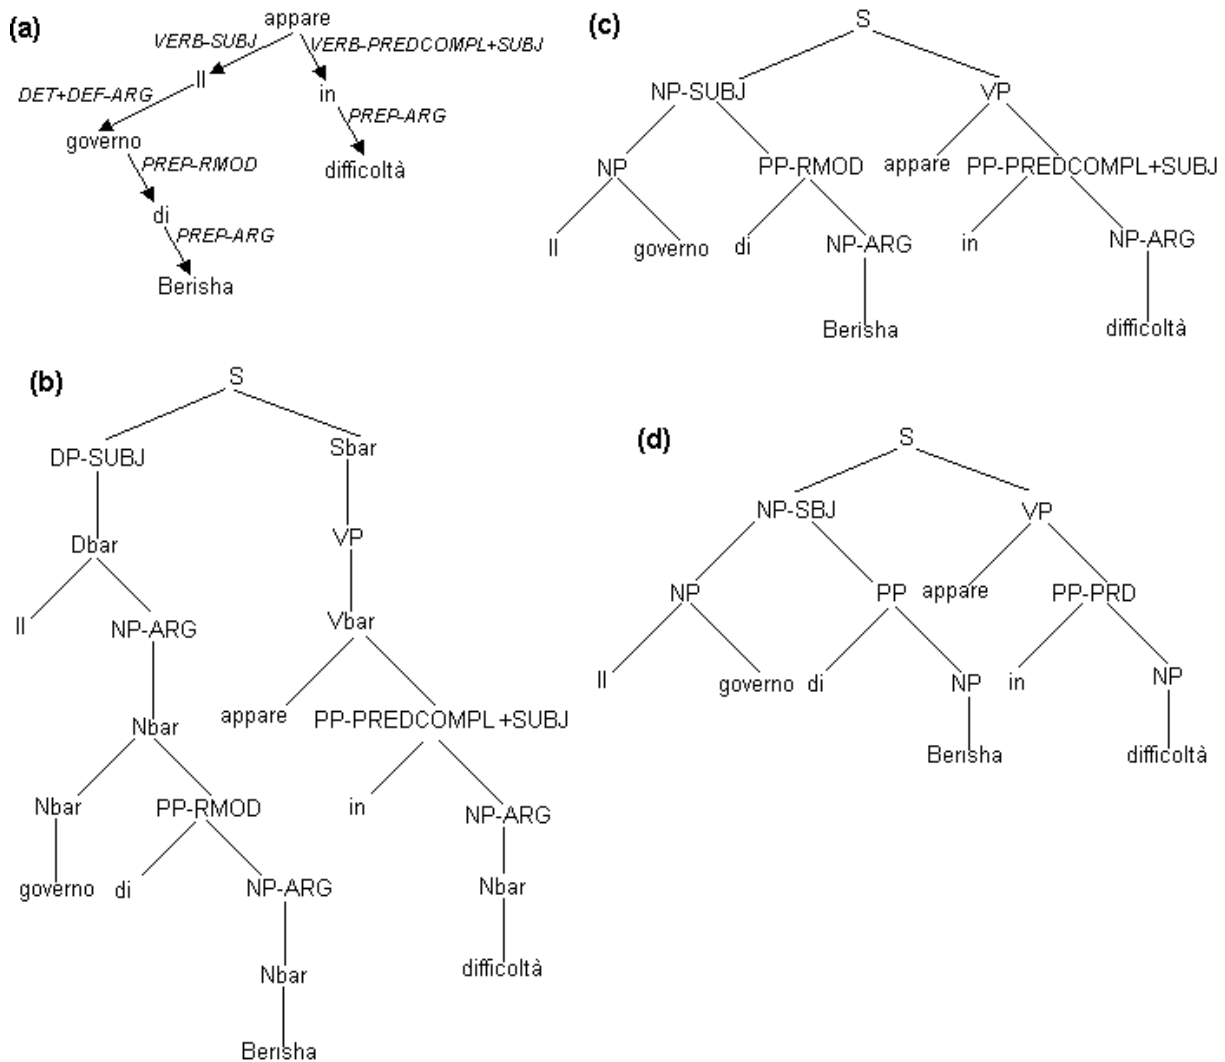 (a)
appare
VERB-SUBJ VERB-PREDCOMPL+SUBJ
Il
in
DET+DEF-ARG
PREP-ARG
governo
difficoltà
PREP-RMOD
di
PREP-ARG
Berisha
(c)
S
NP-SUBJ VP
NP PP-RMOD appare PP-PREDCOMPL+SUBJ
Il governo di NP-ARG in NP-ARG
Berisha difficoltà
(b)
S
DP-SUBJ Sbar
Dbar VP
Il NP-ARG Vbar
Nbar appare PP-PREDCOMPL+SUBJ
Nbar PP-RMOD in NP-ARG
governo di NP-ARG Nbar
Nbar difficoltà
Berisha
(d)
S
NP-SBJ VP
NP PP appare PP-PRD
Il governo di NP in NP
Berisha difficoltà